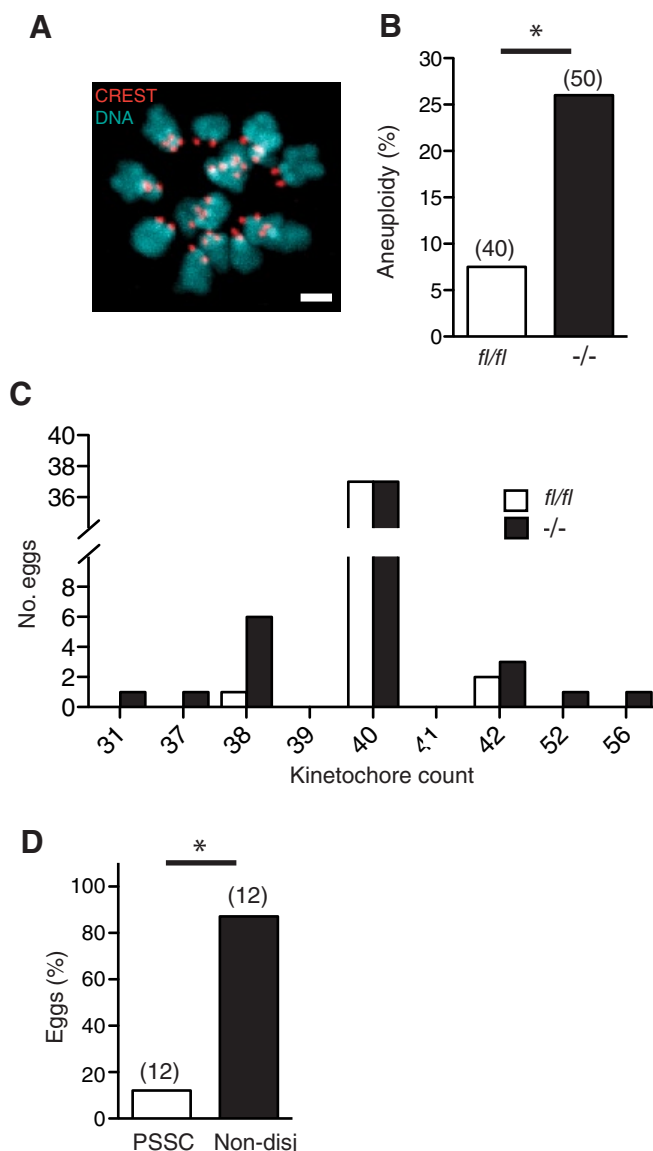 A
CREST
DNA
B
*
30
25
20
15
10
5
0
Aneuploidy (%)
(40)
(50)
fl/fl
-/-
C
40
38
36
8
6
4
2
0
No. eggs
fl/fl
-/-
31
37
38
39
40
41
42
52
56
Kinetochore count
D
*
100
80
60
40
20
0
Eggs (%)
(12)
(12)
PSSC
Non-disj